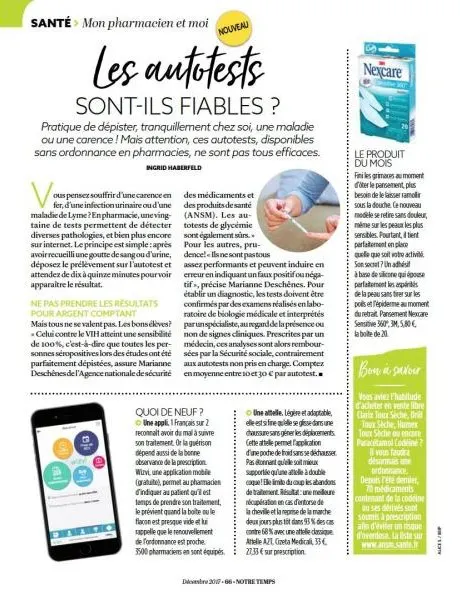 SANTÉ > Mon pharmacien et moi
NOUVEAU
Les autotests
SONT-ILS FIABLES ?
Pratique de dépister, tranquillement chez soi, une maladie
ou une carence ! Mais attention, ces autotests, disponibles
sans ordonnance en pharmacies, ne sont pas tous efficaces.
INGRID HABERFELD
Vous pensez souffrir d'une carence en
fer, d'une infection urinaire ou d'une
maladie de Lyme ? En pharmacie, une ving-
taine de tests permettent de détecter
diverses pathologies, et bien plus encore
sur internet. Le principe est simple : après
avoir recueilli une goutte de sang ou d'urine,
déposez le prélèvement sur l'autotest et
attendez de dix à quinze minutes pour voir
apparaître le résultat.
NE PAS PRENDRE LES RÉSULTATS
POUR ARGENT COMPTANT
Mais tous ne se valent pas. Les bons élèves ?
« Celui contre le VIH atteint une sensibilité
de 100%, c'est-à-dire que toutes les per-
sonnes séropositives lors des études ont été
parfaitement dépistées, assure Marianne
Deschênes de l'Agence nationale de sécurité
des médicaments et
des produits de santé
(ANSM). Les au-
totests de glycémie
sont également sûrs. »
Pour les autres, pru-
dence ! « Ils ne sont pas tous
assez performants et peuvent induire en
erreur en indiquant un faux positif ou néga-
tif », précise Marianne Deschênes. Pour
établir un diagnostic, les tests doivent être
confirmés par des examens réalisés en labo-
ratoire de biologie médicale et interprétés
par un spécialiste, au regard de la présence ou
non de signes cliniques. Prescrites par un
médecin, ces analyses sont alors rembour-
sées par la Sécurité sociale, contrairement
aux autotests non pris en charge. Comptez
en moyenne entre 10 et 30 € par autotest.
Nexcare
LE PRODUIT
DU MOIS
Fini les grimaces au moment
d'ôter le pansement, plus
besoin de le laisser ramollir
sous la douche. Ce nouveau
modèle se retire sans douleur,
même sur les peaux les plus
sensibles. Pourtant, il tient
parfaitement en place
quelle que soit votre activité.
Son secret ? Un adhésif
à base de silicone qui épouse
parfaitement les aspérités
de la peau sans tirer sur les
poils et l'épiderme au moment
du retrait. Pansement Nexcare
Sensitive 360°, 3M, 5,80 €,
la boîte de 20.
Bon à savoir
Vous aviez l'habitude
d'acheter en vente libre
Clarix Toux Sèche, Drill
Toux Sèche, Humex
Toux Sèche ou encore
Paracétamol Codéine ?
Il vous faudra
désormais une
ordonnance.
Depuis l'été dernier,
70 médicaments
contenant de la codéine
ou ses dérivés sont
soumis à prescription
afin d'éviter un risque
d'overdose. La liste sur
www.ansm.sante.fr
QUOI DE NEUF ?
Une appli. 1 Français sur 2
reconnaît avoir du mal à suivre
son traitement. Or la guérison
dépend aussi de la bonne
observance de la prescription.
Wizvi, une application mobile
(gratuite), permet au pharmacien
d'indiquer au patient qu'il est
temps de prendre son traitement,
le prévient quand la boîte ou le
flacon est presque vide et lui
rappelle que le renouvellement
de l'ordonnance est proche.
3500 pharmaciens en sont équipés.
Une attelle. Légère et adaptable,
elle est si fine qu'elle se glisse dans une
chaussure sans gêner les déplacements.
Cette attelle permet l'application
d'une poche de froid sans se déchausser.
Pas étonnant qu'elle soit mieux
supportée qu'une attelle à double
coque ! Elle limite du coup les abandons
de traitement. Résultat : une meilleure
récupération en cas d'entorse de
la cheville et la reprise de la marche
deux jours plus tôt dans 93 % des cas
contre 68 % avec une attelle classique.
Attelle A2T, Gizeta Medicali, 33 €,
27,33 € sur prescription.
Décembre 2017 • 66 • NOTRE TEMPS